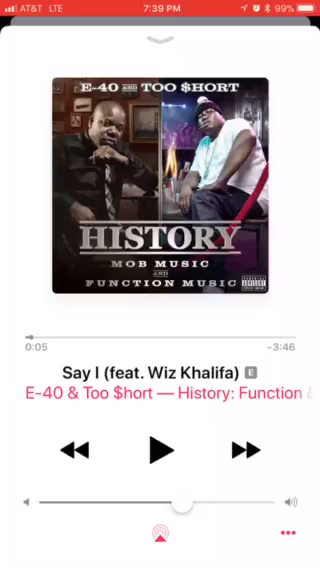 AT&T LTE 7:39 PM 99%
E-40 AND TOO $HORT
HISTORY
MOB MUSIC
AND
FUNCTION MUSIC
PARENTAL
ADVISORY
EXPLICIT CONTENT
0:05 −3:46
Say I (feat. Wiz Khalifa) E
E-40 & Too $hort — History: Function &